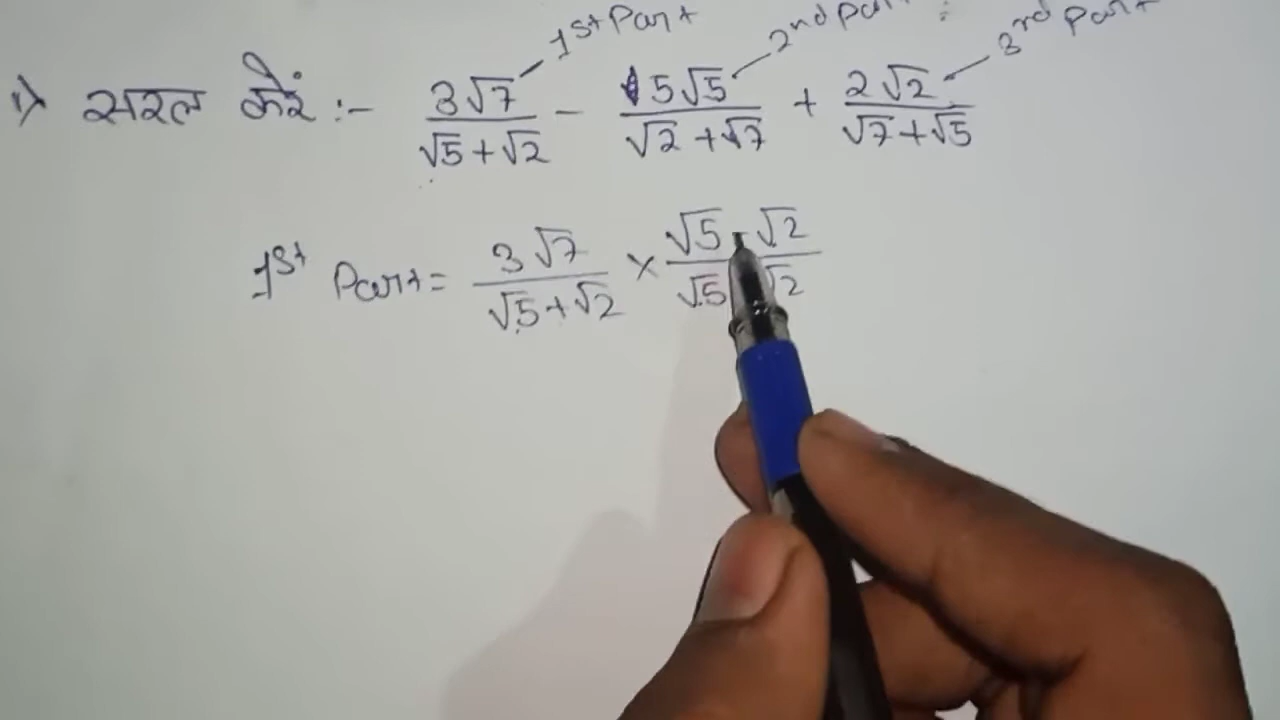 1st Part 2nd Part 3rd Part
1) सरल करें :- 3√7/(√5+√2) - 5√5/(√2+√7) + 2√2/(√7+√5)
1st Part = 3√7/(√5+√2) × (√5-√2)/(√5 √2)